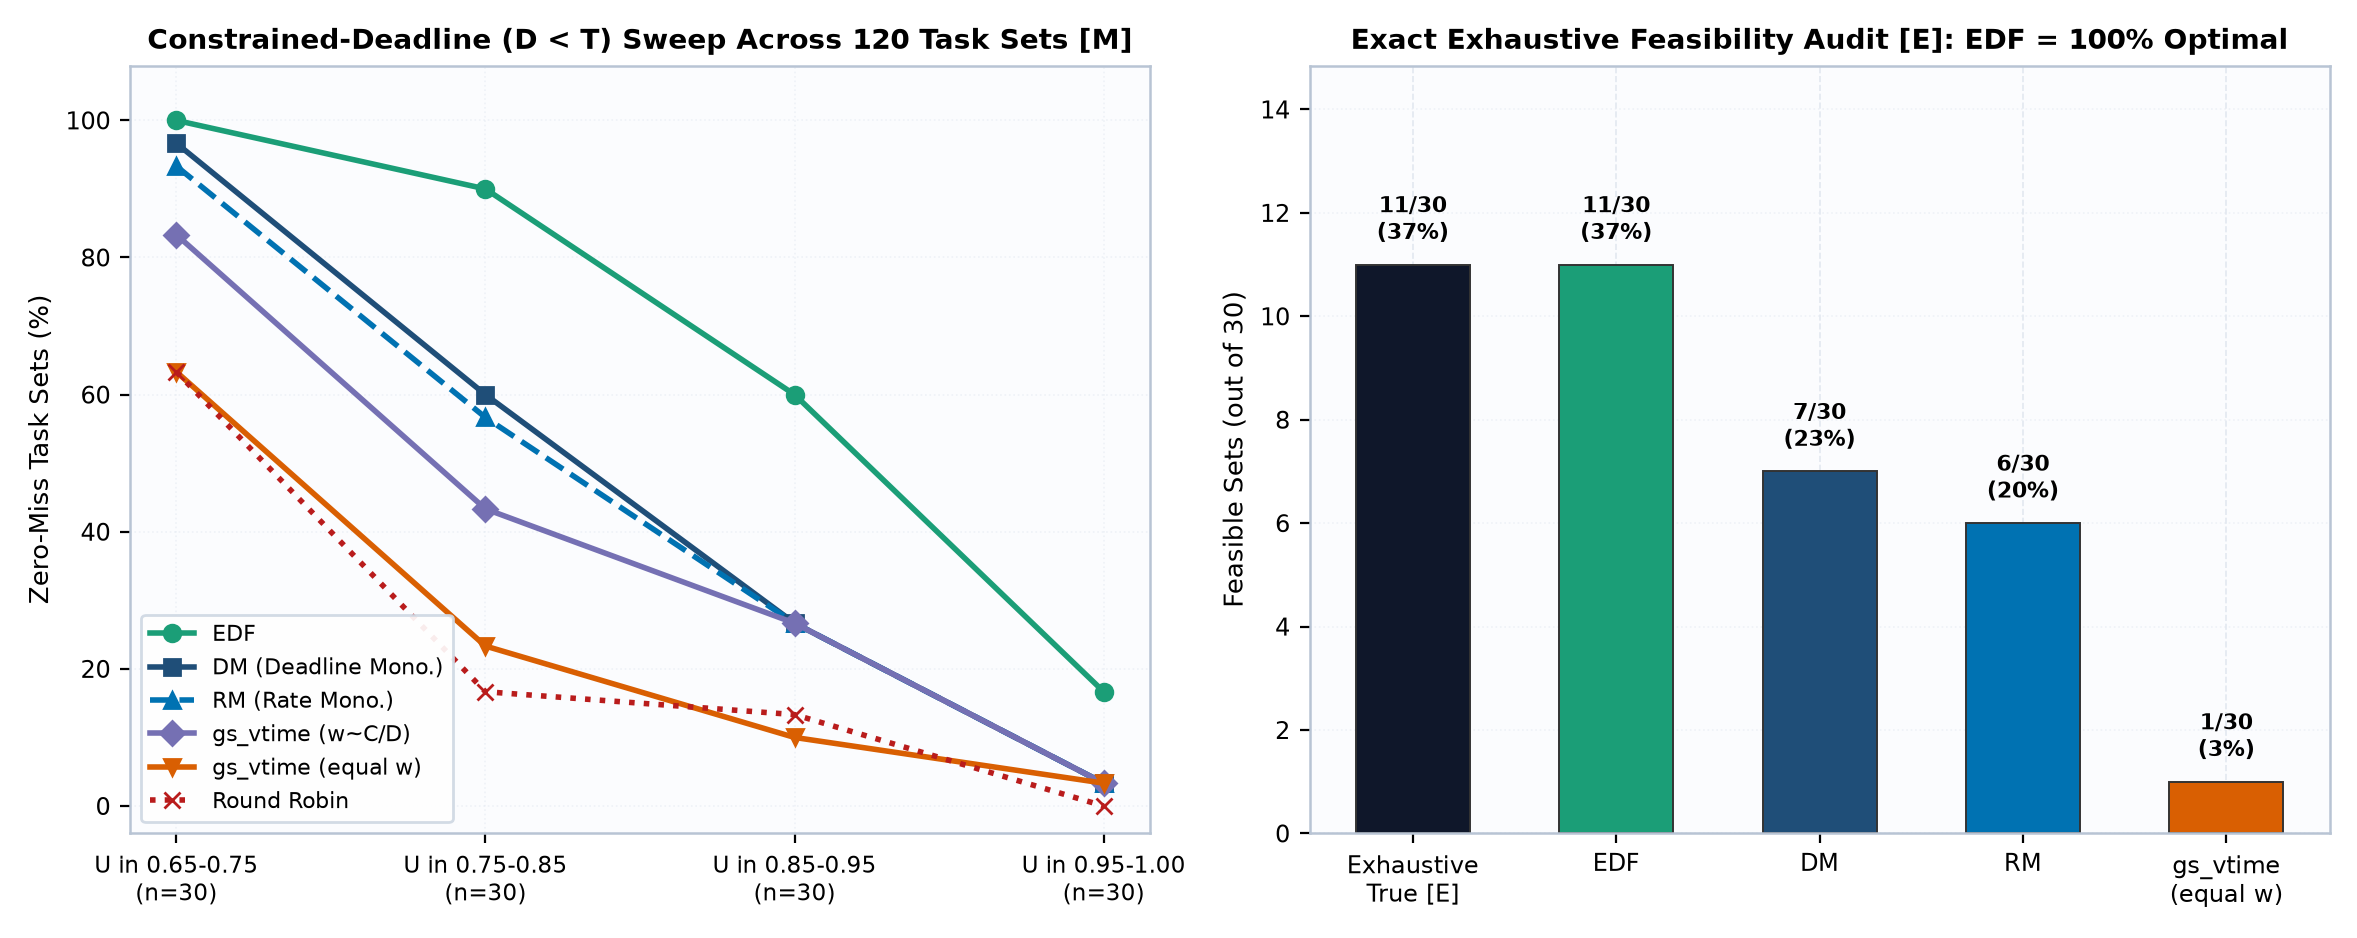 Constrained-Deadline (D < T) Sweep Across 120 Task Sets [M]
Zero-Miss Task Sets (%)
100
80
60
40
20
0
EDF
DM (Deadline Mono.)
RM (Rate Mono.)
gs_vtime (w~C/D)
gs_vtime (equal w)
Round Robin
U in 0.65-0.75
(n=30)
U in 0.75-0.85
(n=30)
U in 0.85-0.95
(n=30)
U in 0.95-1.00
(n=30)
Exact Exhaustive Feasibility Audit [E]: EDF = 100% Optimal
Feasible Sets (out of 30)
14
12
10
8
6
4
2
0
11/30
(37%)
11/30
(37%)
7/30
(23%)
6/30
(20%)
1/30
(3%)
Exhaustive
True [E]
EDF
DM
RM
gs_vtime
(equal w)